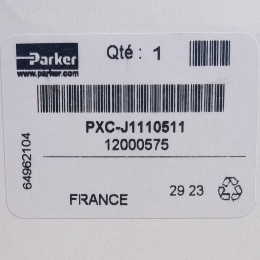 Parker
www.parker.com
Qté : 1
PXC-J1110511
12000575
64962104
FRANCE
29 23